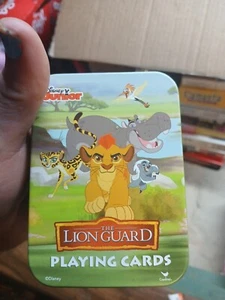 Disney
Junior
THE
LION GUARD
PLAYING CARDS
©Disney